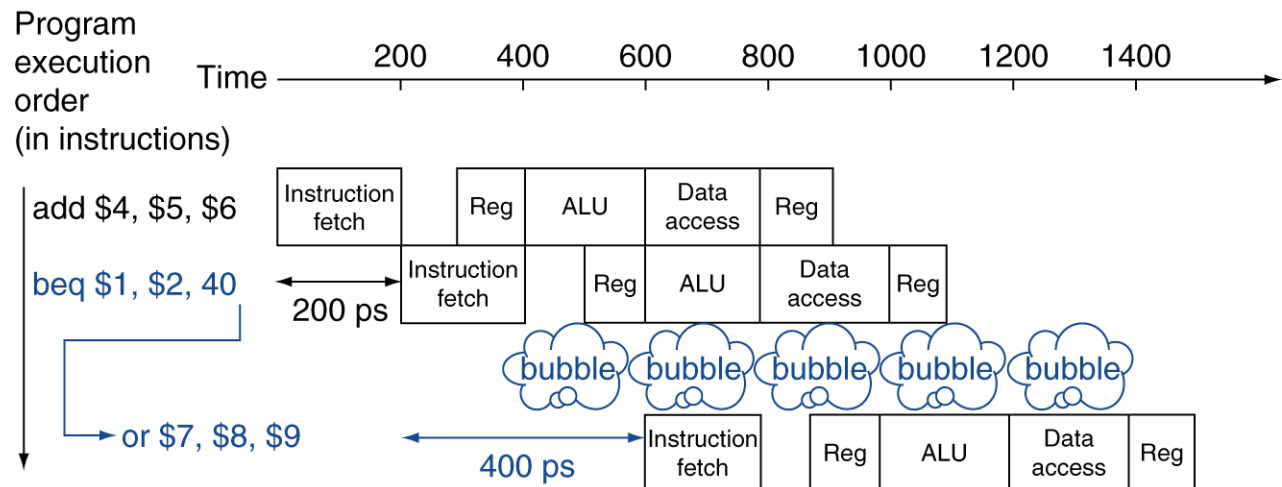 Program
execution
order
(in instructions)
Time
200 400 600 800 1000 1200 1400
add $4, $5, $6
Instruction
fetch
Reg
ALU
Data
access
Reg
beq $1, $2, 40
200 ps
Instruction
fetch
Reg
ALU
Data
access
Reg
bubble bubble bubble bubble bubble
or $7, $8, $9
400 ps
Instruction
fetch
Reg
ALU
Data
access
Reg